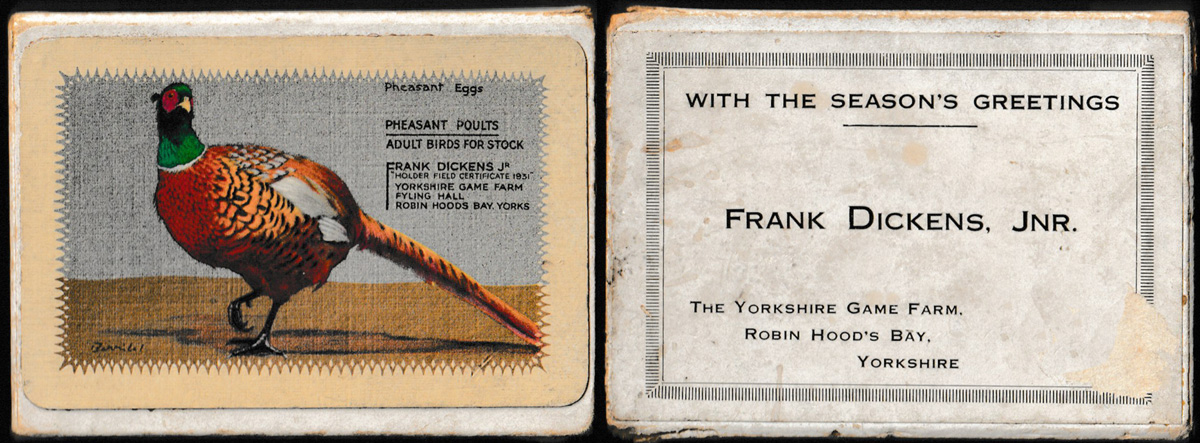 Pheasant Eggs
PHEASANT POULTS
ADULT BIRDS FOR STOCK
FRANK DICKENS JR
"HOLDER FIELD CERTIFICATE 1931"
YORKSHIRE GAME FARM
FYLING HALL
ROBIN HOODS BAY. YORKS
WITH THE SEASON'S GREETINGS
FRANK DICKENS, JNR.
THE YORKSHIRE GAME FARM,
ROBIN HOOD'S BAY,
YORKSHIRE